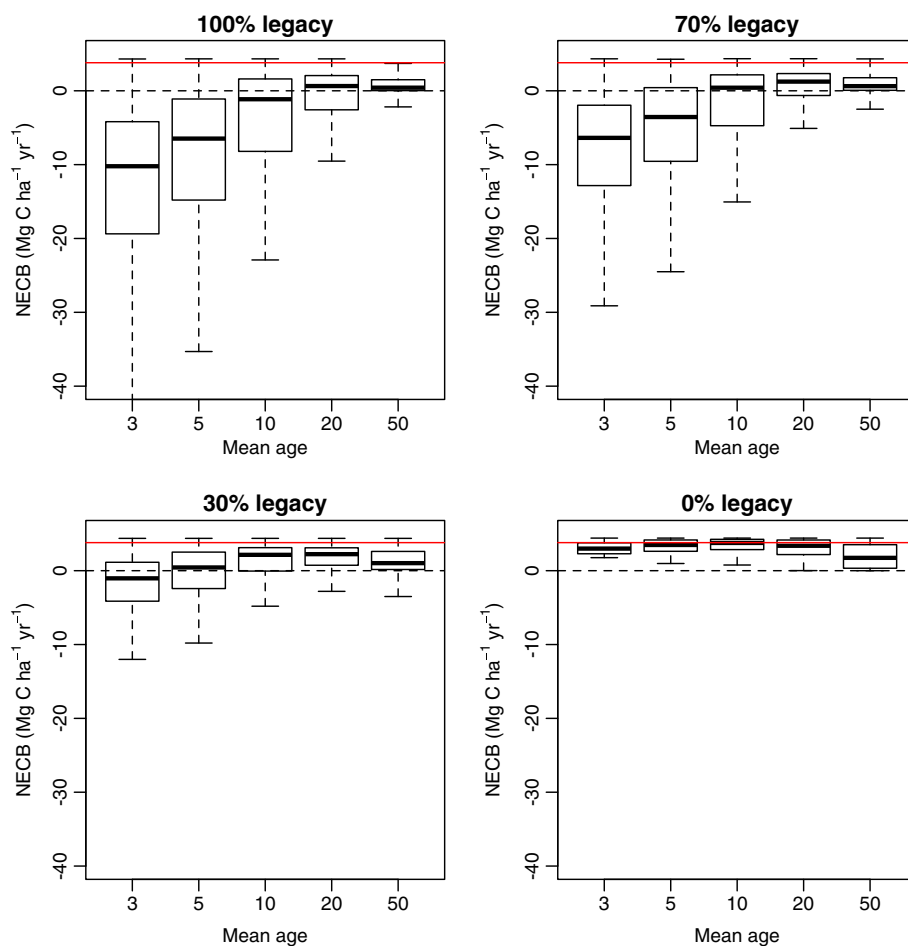 100% legacy
NECB (Mg C ha⁻¹ yr⁻¹)
0
-10
-20
-30
-40
3 5 10 20 50
Mean age
70% legacy
NECB (Mg C ha⁻¹ yr⁻¹)
0
-10
-20
-30
-40
3 5 10 20 50
Mean age
30% legacy
NECB (Mg C ha⁻¹ yr⁻¹)
0
-10
-20
-30
-40
3 5 10 20 50
Mean age
0% legacy
NECB (Mg C ha⁻¹ yr⁻¹)
0
-10
-20
-30
-40
3 5 10 20 50
Mean age